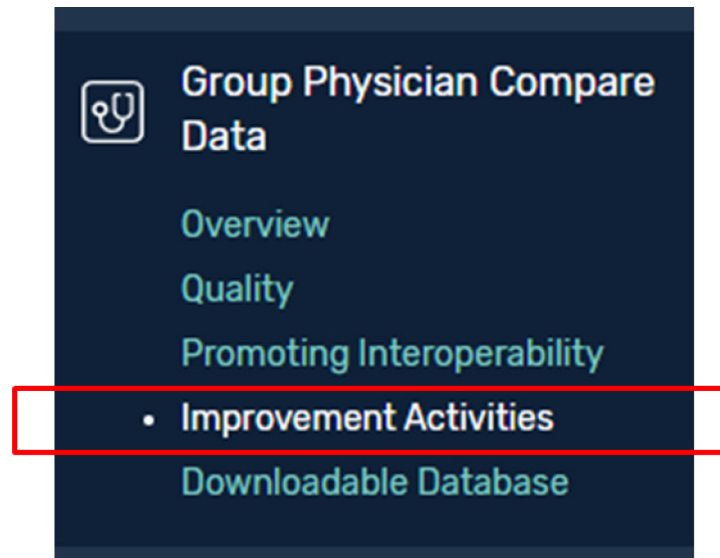 Group Physician Compare
Data
Overview
Quality
Promoting Interoperability
• Improvement Activities
Downloadable Database